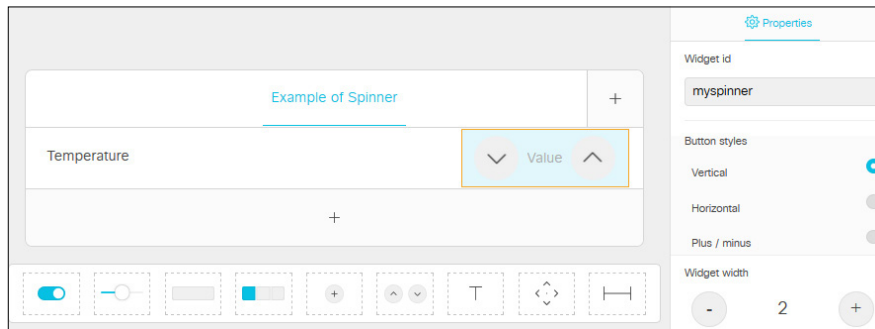 Properties
Widget id
myspinner
Example of Spinner
+
Temperature
Value
+
Button styles
Vertical
Horizontal
Plus / minus
+
T
Widget width
-
2
+